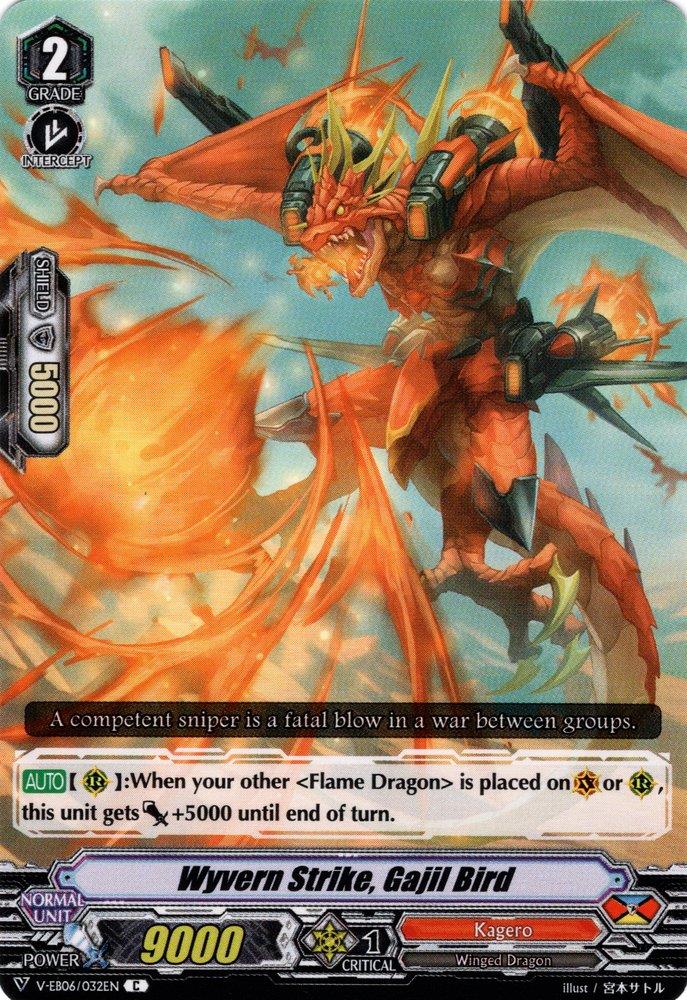 2
GRADE
INTERCEPT
SHIELD 5000
A competent sniper is a fatal blow in a war between groups.
AUTO【 R 】:When your other <Flame Dragon> is placed on V or R,
this unit gets +5000 until end of turn.
Wyvern Strike, Gajil Bird
NORMAL
UNIT
POWER 9000
1
CRITICAL
Kagero
Winged Dragon
V V-EB06/032EN C
illust / 宮本サトル